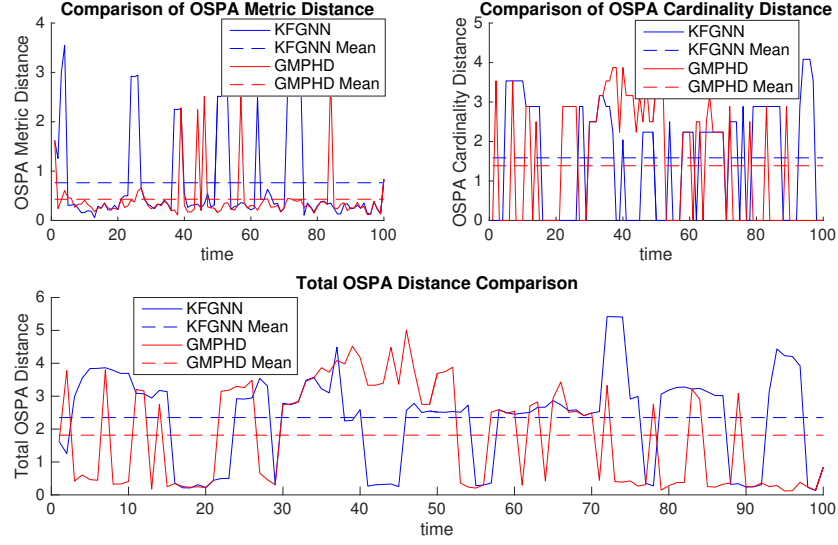 Comparison of OSPA Metric Distance
4
3
2
1
0
OSPA Metric Distance
0 20 40 60 80 100
time
KFGNN
KFGNN Mean
GMPHD
GMPHD Mean
Comparison of OSPA Cardinality Distance
5
4
3
2
1
0
OSPA Cardinality Distance
0 20 40 60 80 100
time
KFGNN
KFGNN Mean
GMPHD
GMPHD Mean
Total OSPA Distance Comparison
6
5
4
3
2
1
0
Total OSPA Distance
0 10 20 30 40 50 60 70 80 90 100
time
KFGNN
KFGNN Mean
GMPHD
GMPHD Mean